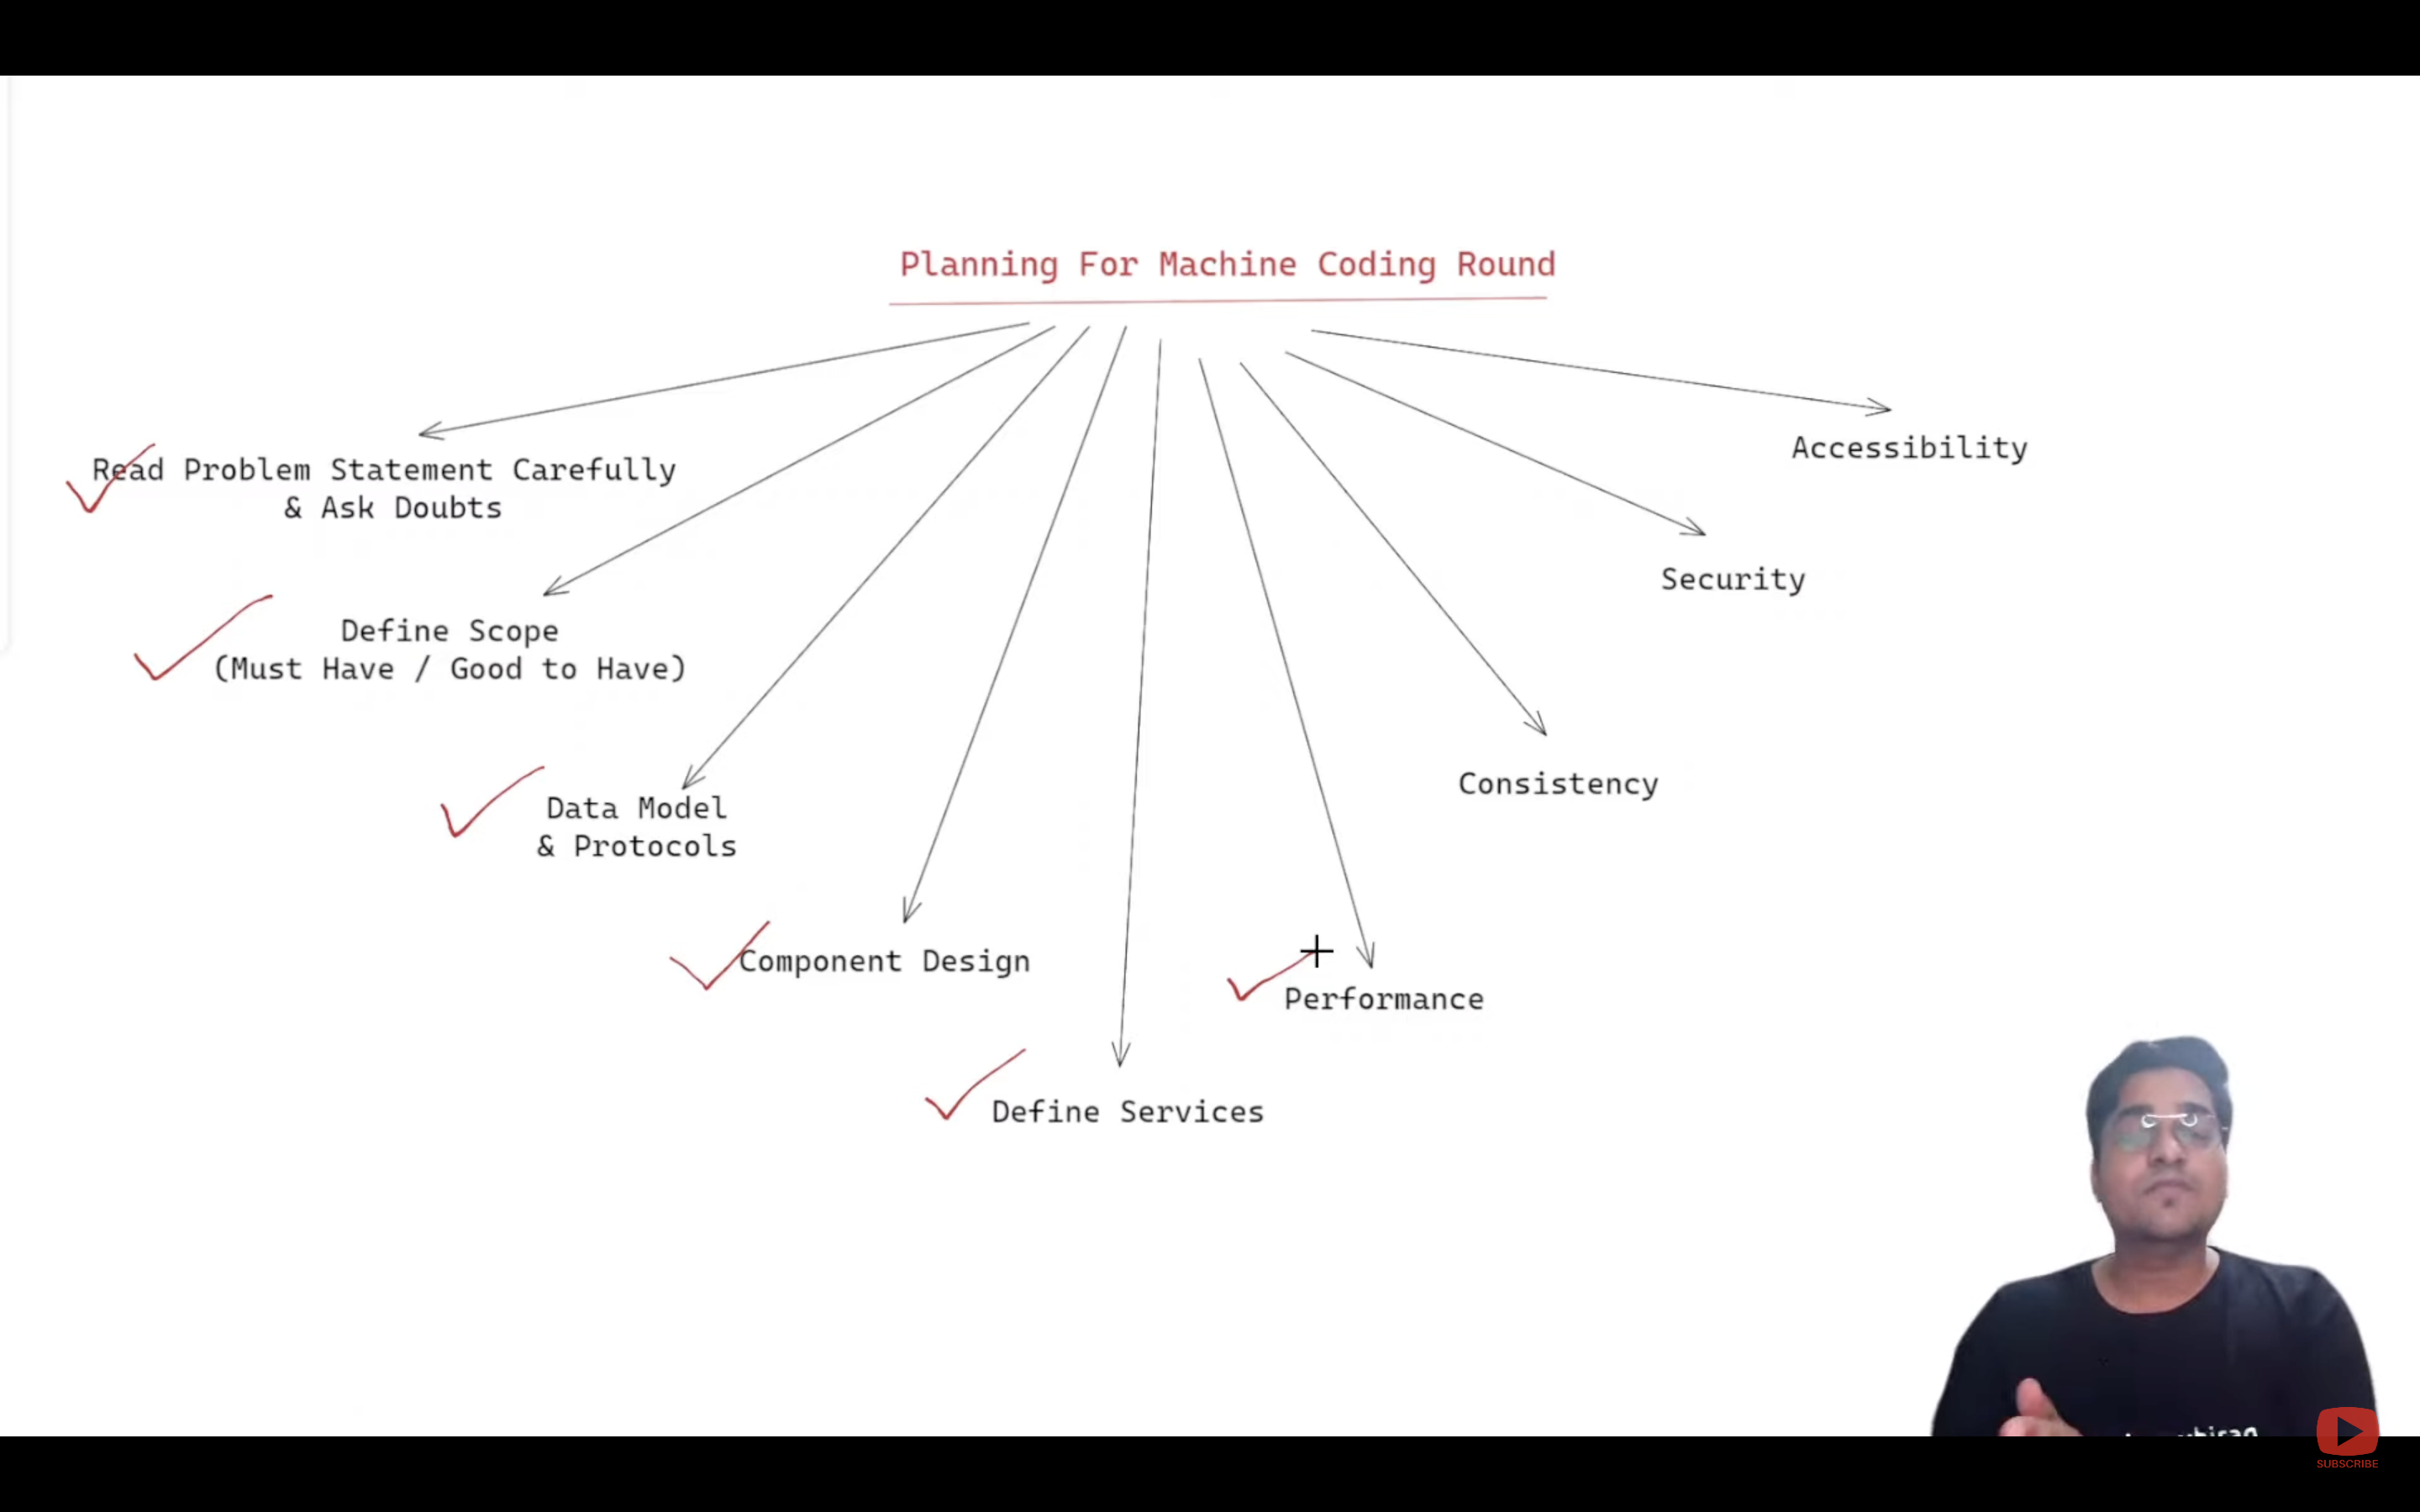 Planning For Machine Coding Round
Read Problem Statement Carefully
& Ask Doubts
Define Scope
(Must Have / Good to Have)
Data Model
& Protocols
Component Design
Define Services
Performance
Consistency
Security
Accessibility
SUBSCRIBE